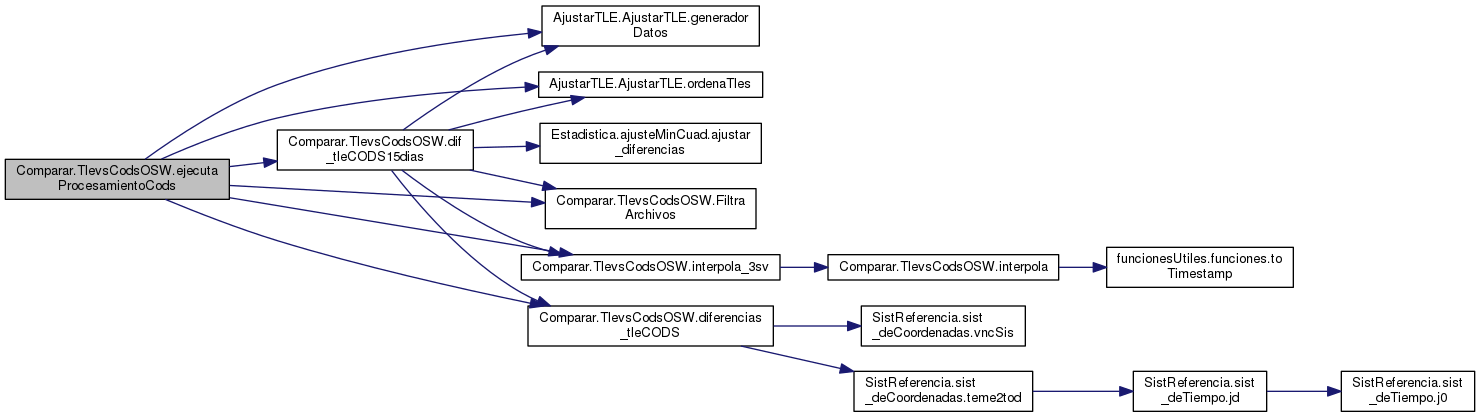 AjustarTLE.AjustarTLE.generador
Datos
AjustarTLE.AjustarTLE.ordenaTles
Estadistica.ajusteMinCuad.ajustar
_diferencias
Comparar.TlevsCodsOSW.dif
_tleCODS15dias
Comparar.TlevsCodsOSW.ejecuta
ProcesamientoCods
Comparar.TlevsCodsOSW.Filtra
Archivos
Comparar.TlevsCodsOSW.interpola_3sv
Comparar.TlevsCodsOSW.interpola
funcionesUtiles.funciones.to
Timestamp
Comparar.TlevsCodsOSW.diferencias
_tleCODS
SistReferencia.sist
_deCoordenadas.vncSis
SistReferencia.sist
_deCoordenadas.teme2tod
SistReferencia.sist
_deTiempo.jd
SistReferencia.sist
_deTiempo.j0